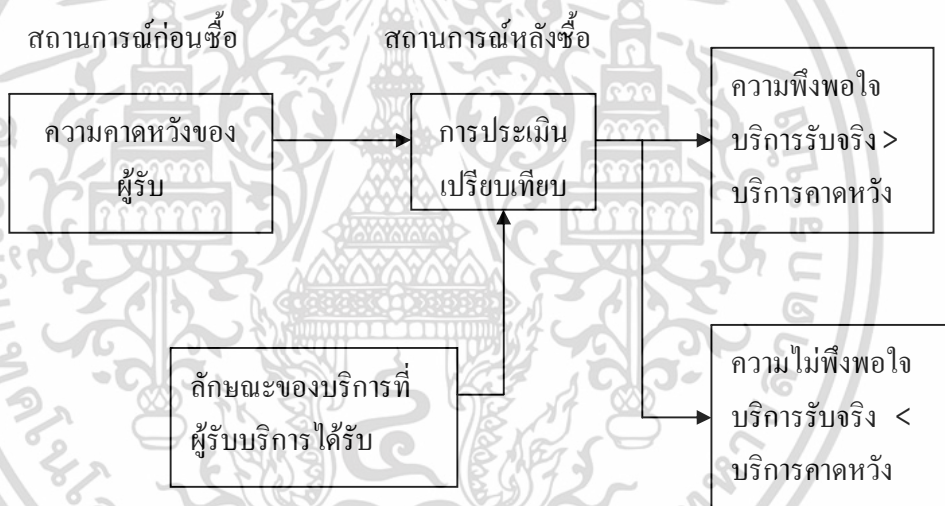 สถานการณ์ก่อนซื้อ
สถานการณ์หลังซื้อ
ความคาดหวังของ
ผู้รับ
การประเมิน
เปรียบเทียบ
ความพึงพอใจ
บริการรับจริง >
บริการคาดหวัง
ลักษณะของบริการที่
ผู้รับบริการได้รับ
ความไม่พึงพอใจ
บริการรับจริง <
บริการคาดหวัง